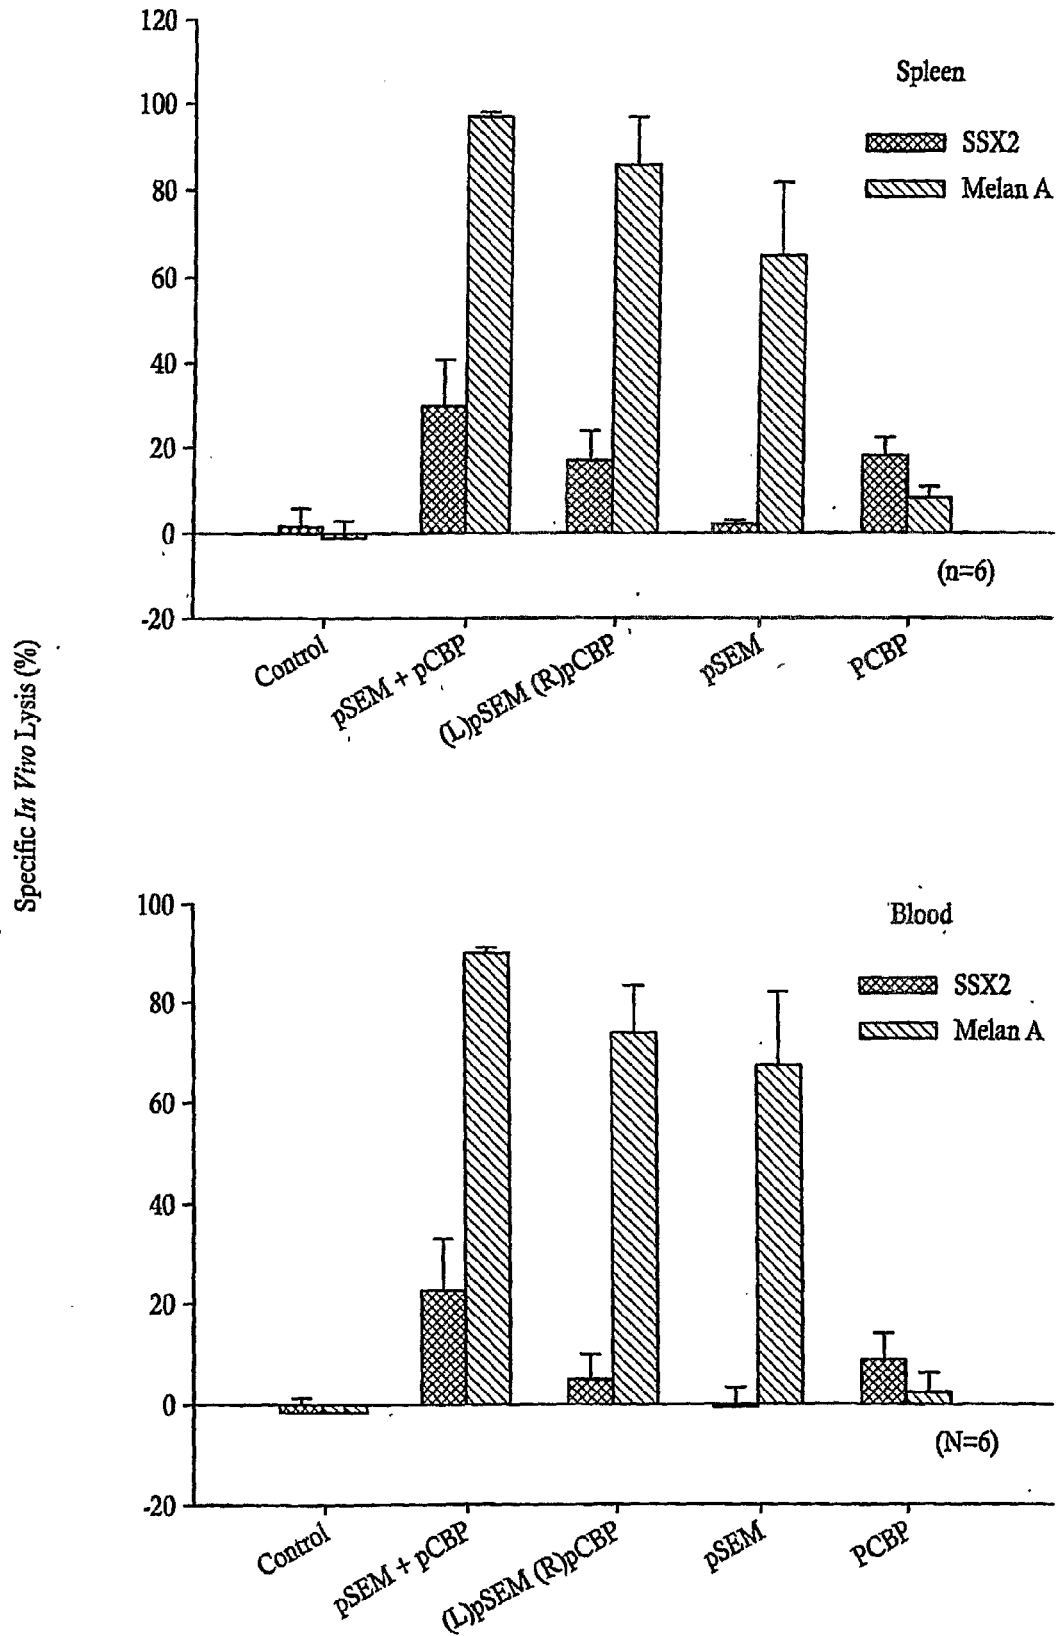 Specific In Vivo Lysis (%)
120
100
80
60
40
20
0
-20
Spleen
SSX2
Melan A
(n=6)
Control
pSEM + pCBP
(L)pSEM (R)pCBP
pSEM
PCBP
100
80
60
40
20
0
-20
Blood
SSX2
Melan A
(N=6)
Control
pSEM + pCBP
(L)pSEM (R)pCBP
pSEM
PCBP